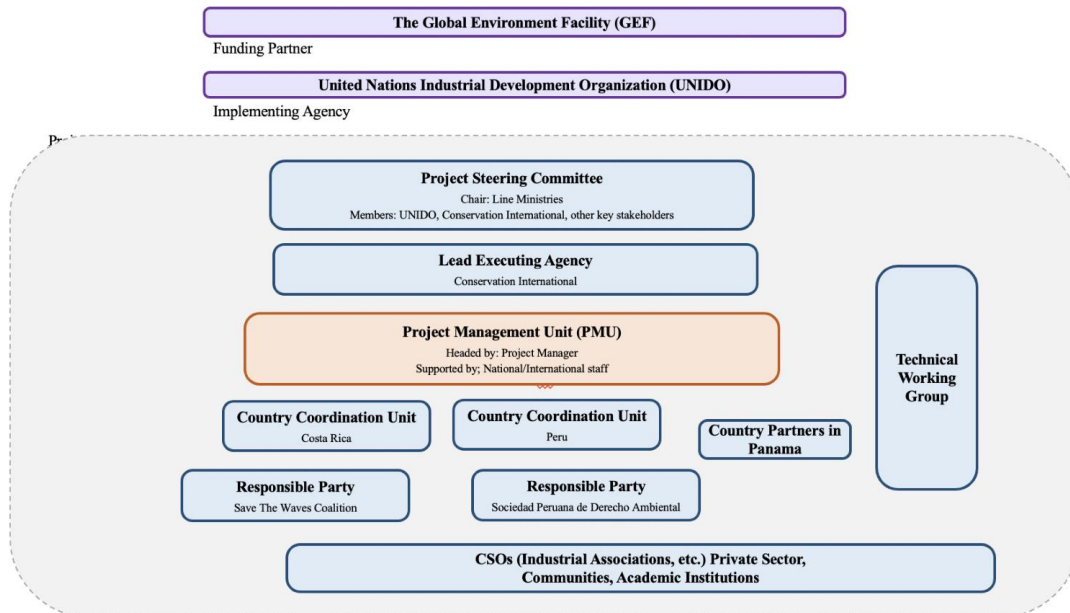 The Global Environment Facility (GEF)
Funding Partner
United Nations Industrial Development Organization (UNIDO)
Implementing Agency
Project Steering Committee
Chair: Line Ministries
Members: UNIDO, Conservation International, other key stakeholders
Lead Executing Agency
Conservation International
Project Management Unit (PMU)
Headed by: Project Manager
Supported by; National/International staff
Country Coordination Unit
Costa Rica
Country Coordination Unit
Peru
Country Partners in
Panama
Technical
Working
Group
Responsible Party
Save The Waves Coalition
Responsible Party
Sociedad Peruana de Derecho Ambiental
CSOs (Industrial Associations, etc.) Private Sector,
Communities, Academic Institutions